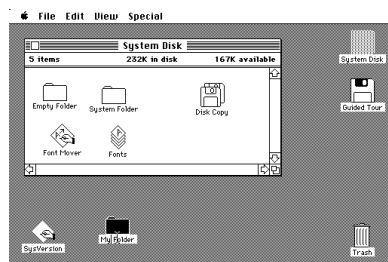 File Edit View Special
System Disk
5 items 232K in disk 167K available
Empty Folder
System Folder
Disk Copy
Font Mover
Fonts
System Disk
Guided Tour
SysVersion
My Folder
Trash